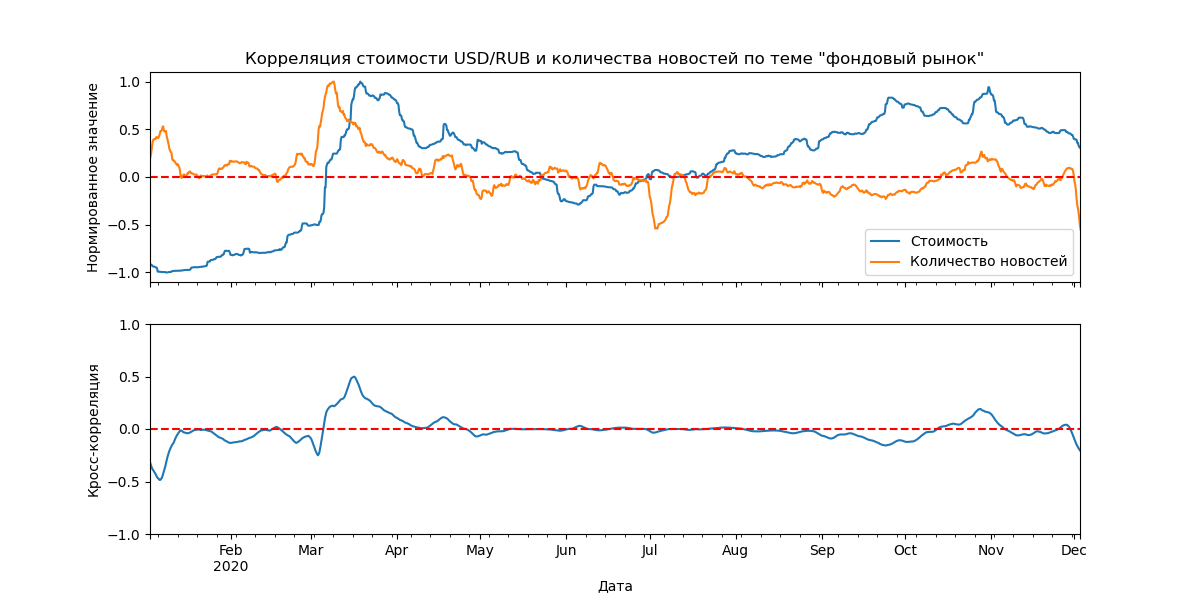 Корреляция стоимости USD/RUB и количества новостей по теме "фондовый рынок"
Нормированное значение
1.0
0.5
0.0
−0.5
−1.0
Стоимость
Количество новостей
Кросс-корреляция
1.0
0.5
0.0
−0.5
−1.0
Feb Mar Apr May Jun Jul Aug Sep Oct Nov Dec
2020
Дата